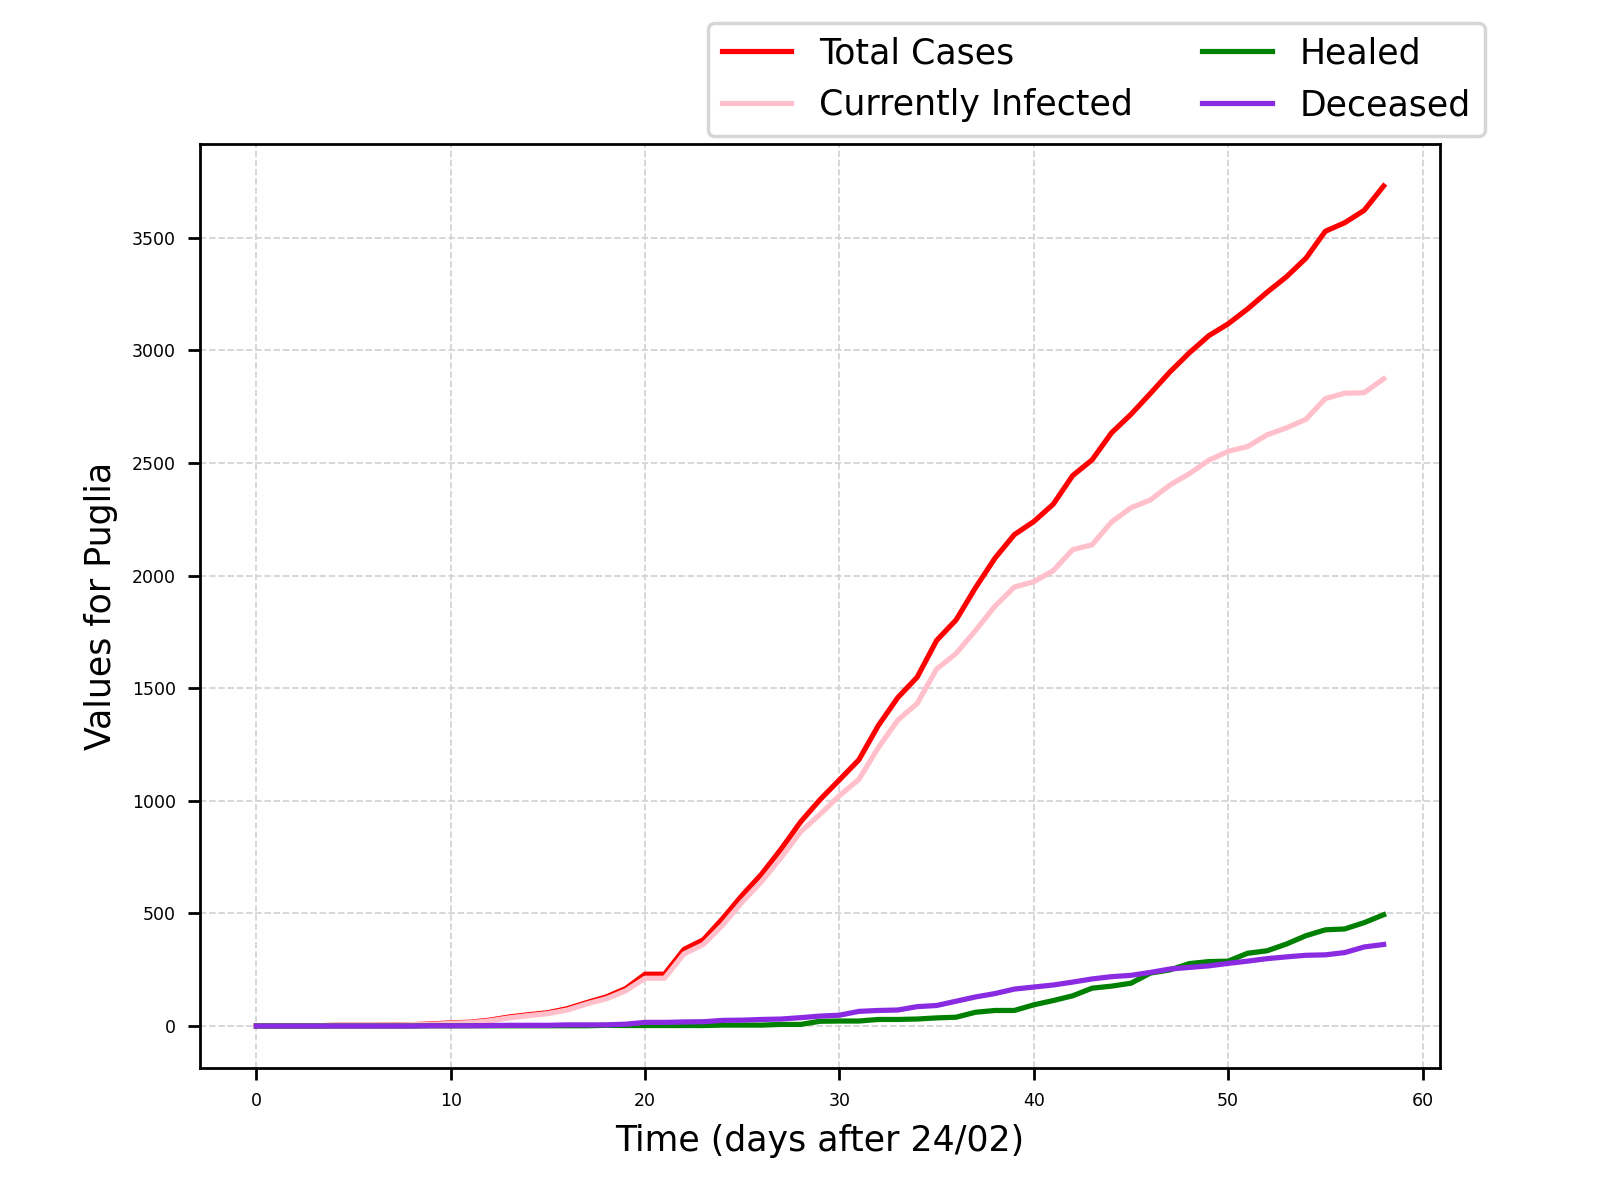 Total Cases
Currently Infected
Healed
Deceased
Values for Puglia
3500
3000
2500
2000
1500
1000
500
0
0 10 20 30 40 50 60
Time (days after 24/02)